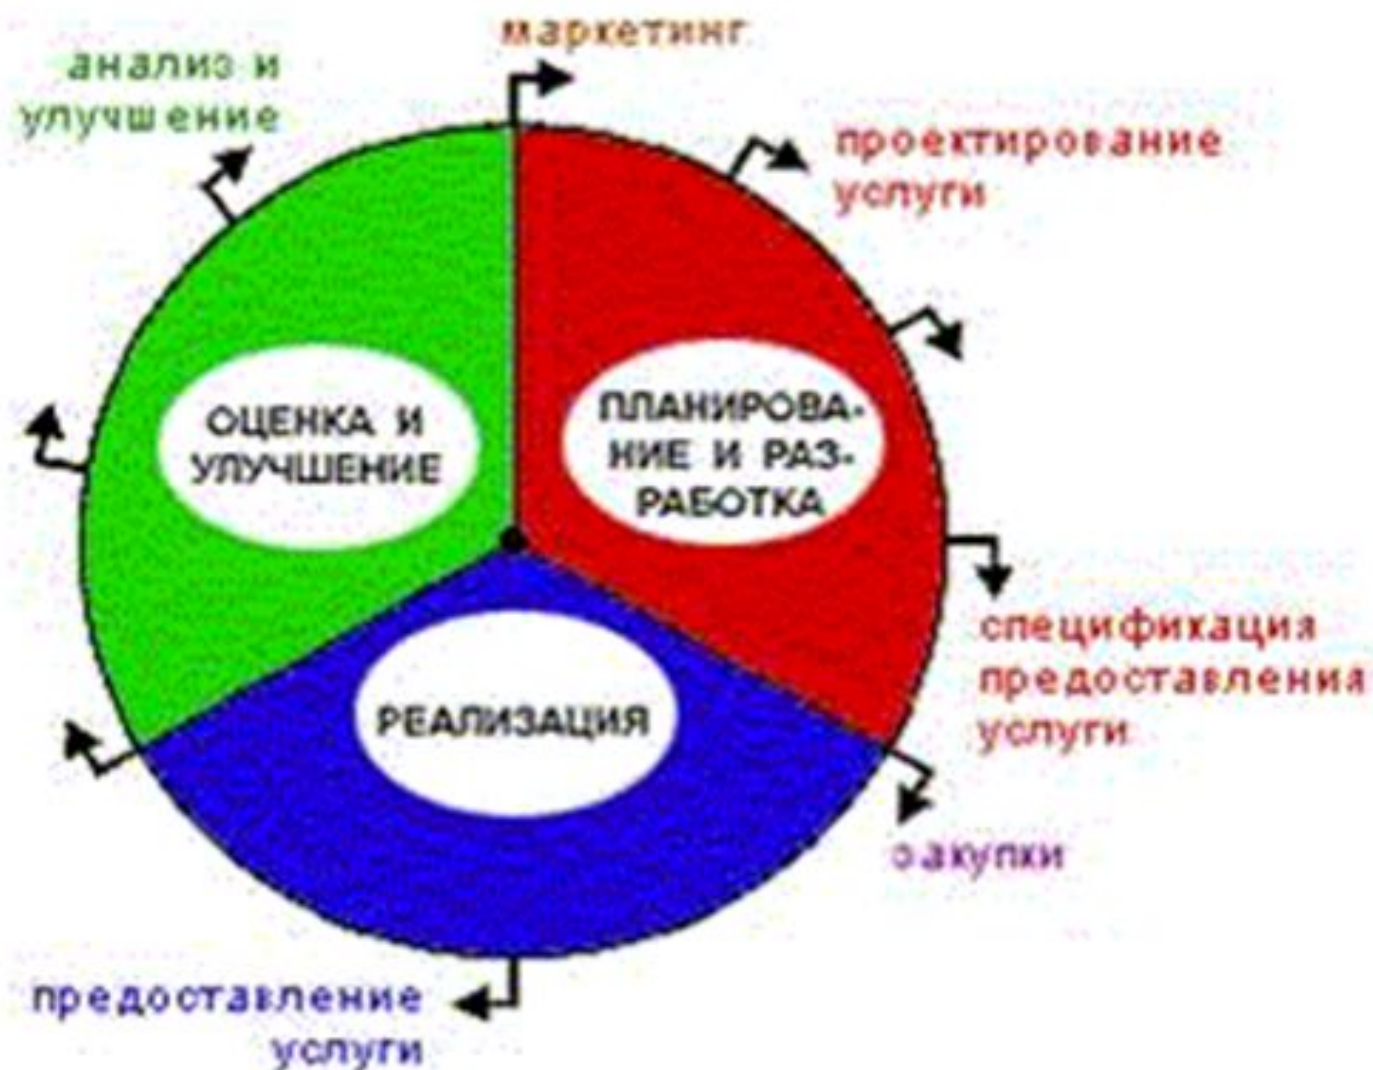 маркетинг
анализ и
улучшение
проектирование
услуги
ОЦЕНКА И
УЛУЧШЕНИЕ
ПЛАНИРОВА-
НИЕ И РАЗ-
РАБОТКА
спецификация
предоставления
услуги
РЕАЛИЗАЦИЯ
закупки
предоставление
услуги